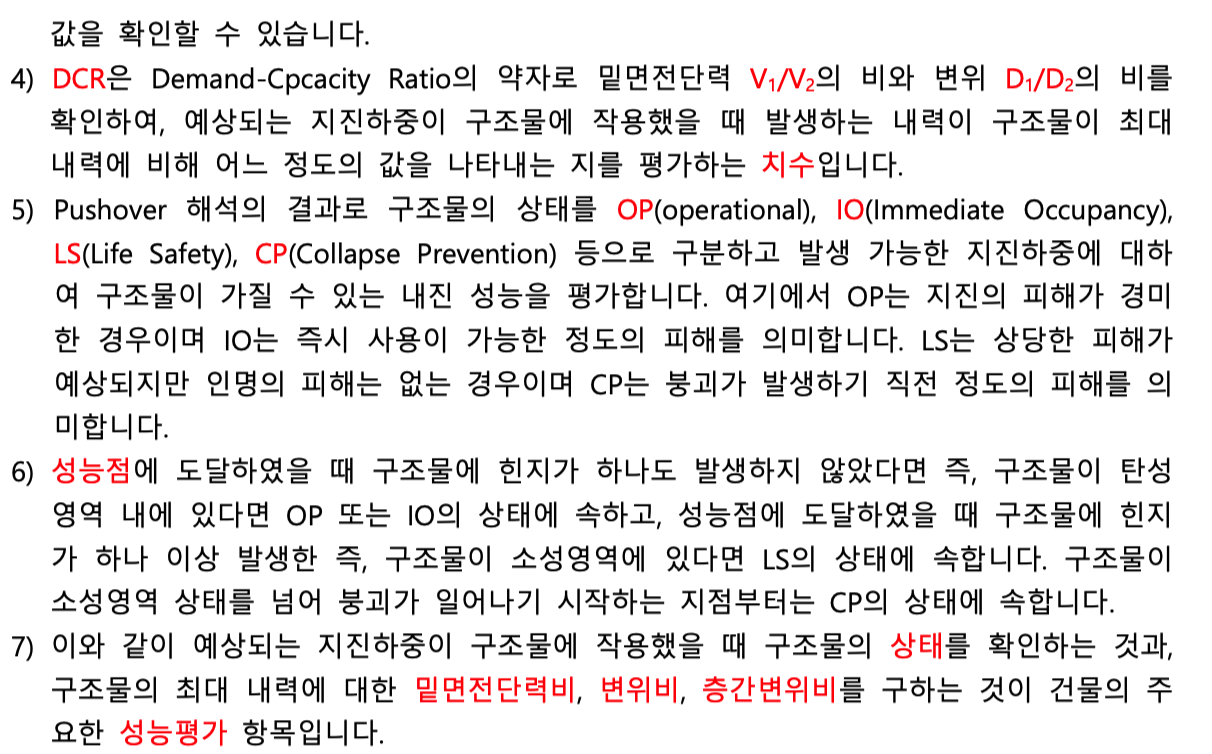 값을 확인할 수 있습니다.
4) DCR은 Demand-Cpcacity Ratio의 약자로 밑면전단력 V₁/V₂의 비와 변위 D₁/D₂의 비를
확인하여, 예상되는 지진하중이 구조물에 작용했을 때 발생하는 내력이 구조물이 최대
내력에 비해 어느 정도의 값을 나타내는 지를 평가하는 치수입니다.
5) Pushover 해석의 결과로 구조물의 상태를 OP(operational), IO(Immediate Occupancy),
LS(Life Safety), CP(Collapse Prevention) 등으로 구분하고 발생 가능한 지진하중에 대하
여 구조물이 가질 수 있는 내진 성능을 평가합니다. 여기에서 OP는 지진의 피해가 경미
한 경우이며 IO는 즉시 사용이 가능한 정도의 피해를 의미합니다. LS는 상당한 피해가
예상되지만 인명의 피해는 없는 경우이며 CP는 붕괴가 발생하기 직전 정도의 피해를 의
미합니다.
6) 성능점에 도달하였을 때 구조물에 힌지가 하나도 발생하지 않았다면 즉, 구조물이 탄성
영역 내에 있다면 OP 또는 IO의 상태에 속하고, 성능점에 도달하였을 때 구조물에 힌지
가 하나 이상 발생한 즉, 구조물이 소성영역에 있다면 LS의 상태에 속합니다. 구조물이
소성영역 상태를 넘어 붕괴가 일어나기 시작하는 지점부터는 CP의 상태에 속합니다.
7) 이와 같이 예상되는 지진하중이 구조물에 작용했을 때 구조물의 상태를 확인하는 것과,
구조물의 최대 내력에 대한 밑면전단력비, 변위비, 층간변위비를 구하는 것이 건물의 주
요한 성능평가 항목입니다.